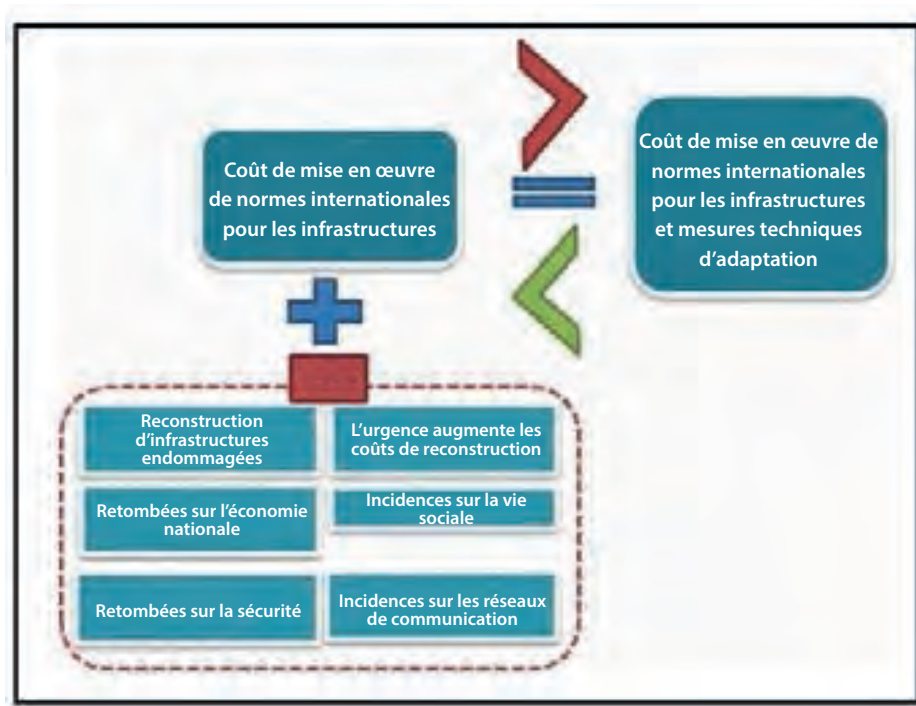 Coût de mise en œuvre
de normes internationales
pour les infrastructures
Coût de mise en œuvre de
normes internationales
pour les infrastructures
et mesures techniques
d'adaptation
Reconstruction
d'infrastructures
endommagées
L'urgence augmente les
coûts de reconstruction
Retombées sur l'économie
nationale
Incidences sur la vie
sociale
Retombées sur la sécurité
Incidences sur les réseaux
de communication